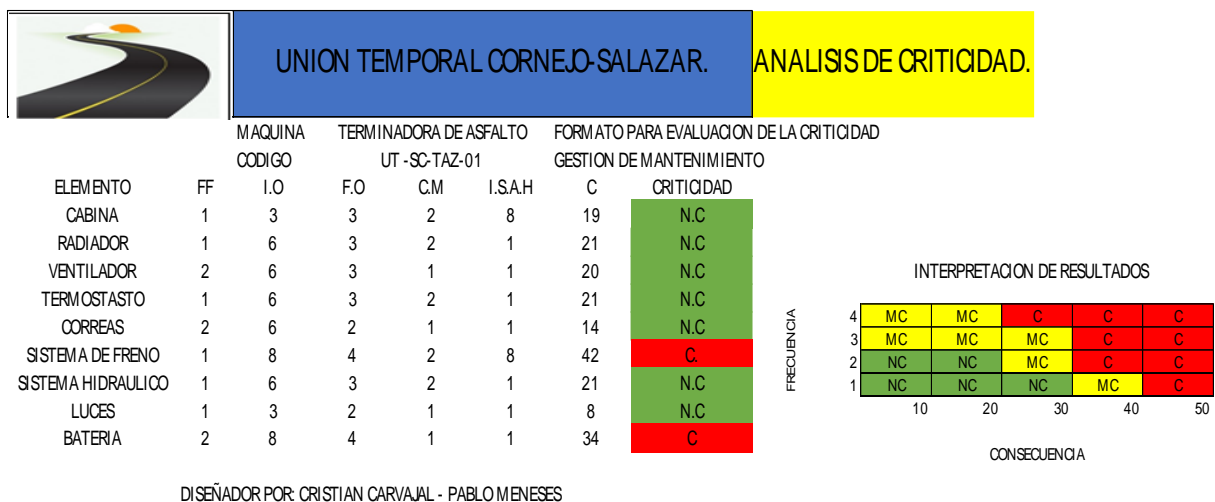 UNION TEMPORAL CORNEJO-SALAZAR. ANALISIS DE CRITICIDAD.
MAQUINA TERMINADORA DE ASFALTO FORMATO PARA EVALUACION DE LA CRITICIDAD
CODIGO UT -SC-TAZ-01 GESTION DE MANTENIMIENTO
ELEMENTO FF I.O F.O C.M I.S.A.H C CRITICIDAD
CABINA 1 3 3 2 8 19 N.C
RADIADOR 1 6 3 2 1 21 N.C
VENTILADOR 2 6 3 1 1 20 N.C
TERMOSTASTO 1 6 3 2 1 21 N.C
CORREAS 2 6 2 1 1 14 N.C
SISTEMA DE FRENO 1 8 4 2 8 42 C.
SISTEMA HIDRAULICO 1 6 3 2 1 21 N.C
LUCES 1 3 2 1 1 8 N.C
BATERIA 2 8 4 1 1 34 C
INTERPRETACION DE RESULTADOS
FRECUENCIA
4 MC MC C C C
3 MC MC MC C C
2 NC NC MC C C
1 NC NC NC MC C
10 20 30 40 50
CONSECUENCIA
DISEÑADOR POR: CRISTIAN CARVAJAL - PABLO MENESES